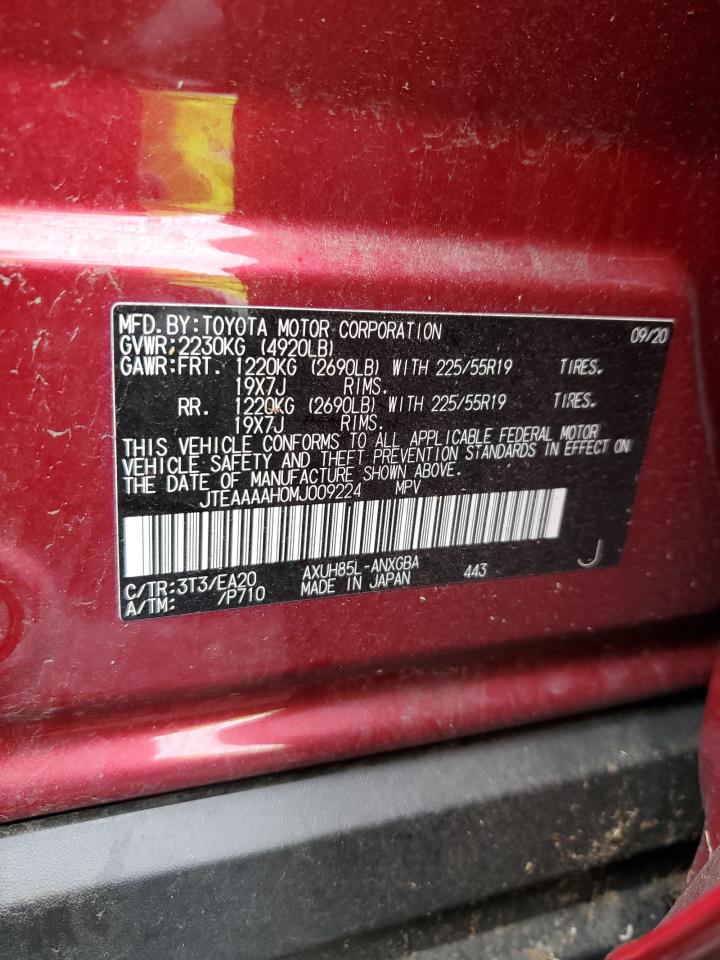 MFD. BY: TOYOTA MOTOR CORPORATION 09/20
GVWR: 2230KG (4920LB)
GAWR: FRT. 1220KG (2690LB) WITH 225/55R19 TIRES.
19X7J RIMS.
RR. 1220KG (2690LB) WITH 225/55R19 TIRES.
19X7J RIMS.
THIS VEHICLE CONFORMS TO ALL APPLICABLE FEDERAL MOTOR
VEHICLE SAFETY AND THEFT PREVENTION STANDARDS IN EFFECT ON
THE DATE OF MANUFACTURE SHOWN ABOVE.
JTEAAAAH0MJ009224 MPV
C/TR: 3T3/EA20 AXUH85L-ANXGBA 443 J
A/TM: /P710 MADE IN JAPAN